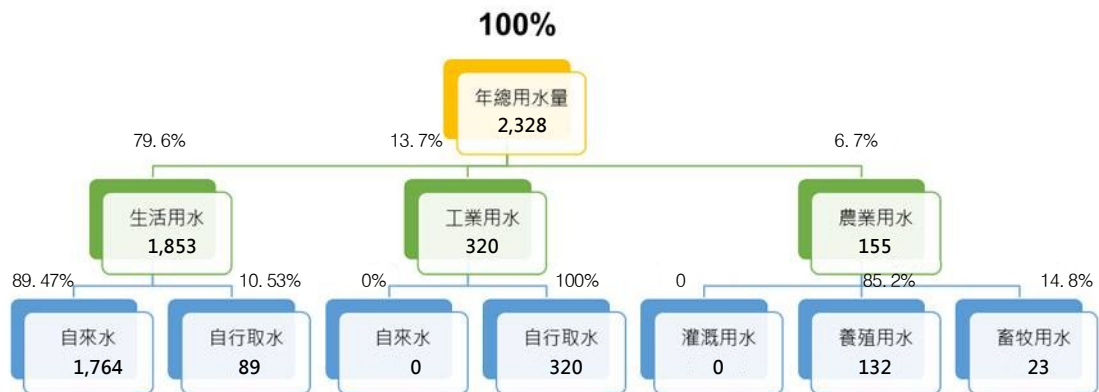 100%
年總用水量
2,328
79.6%
13.7%
6.7%
生活用水
1,853
工業用水
320
農業用水
155
89.47%
10.53%
0%
100%
0
85.2%
14.8%
自來水
1,764
自行取水
89
自來水
0
自行取水
320
灌溉用水
0
養殖用水
132
畜牧用水
23